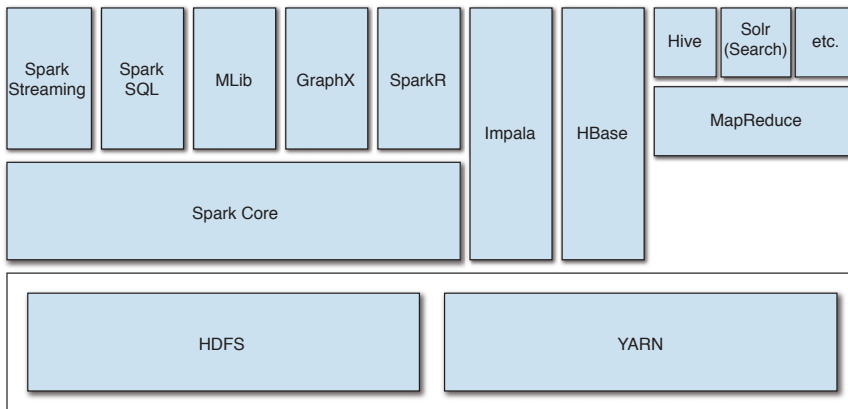 Spark
Streaming
Spark
SQL
MLib
GraphX
SparkR
Impala
HBase
Hive
Solr
(Search)
etc.
MapReduce
Spark Core
HDFS
YARN